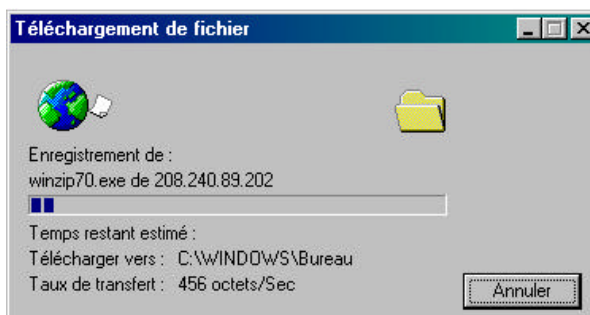 Téléchargement de fichier
Enregistrement de :
winzip70.exe de 208.240.89.202
Temps restant estimé :
Télécharger vers : C:\WINDOWS\Bureau
Taux de transfert : 456 octets/Sec
Annuler